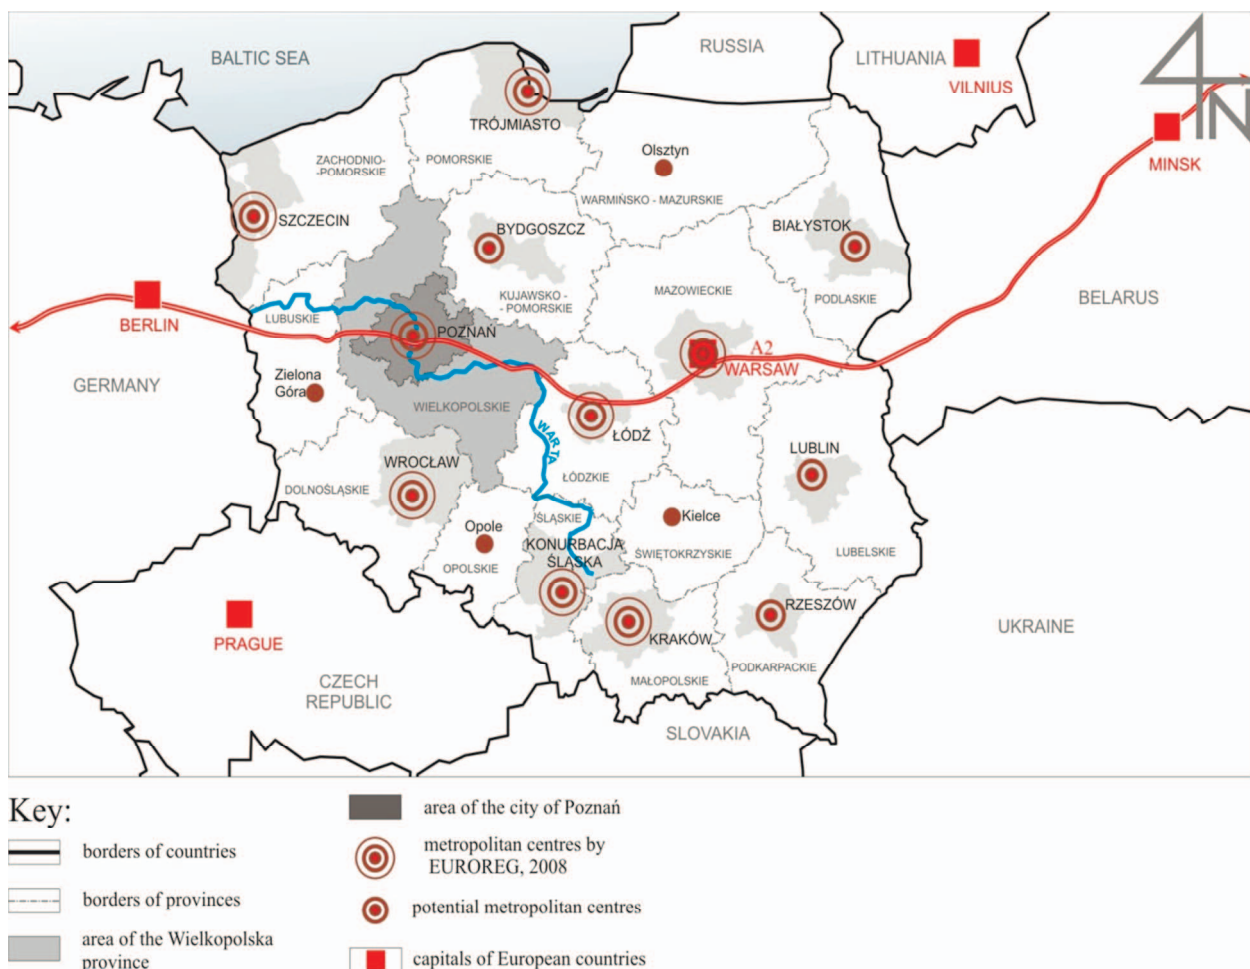 BALTIC SEA
RUSSIA
LITHUANIA
VILNIUS
4
N
MINSK
TRÓJMIASTO
ZACHODNIO-
-POMORSKIE
POMORSKIE
Olsztyn
WARMIŃSKO - MAZURSKIE
SZCZECIN
BYDGOSZCZ
BIAŁYSTOK
KUJAWSKO -
- POMORSKIE
MAZOWIECKIE
PODLASKIE
BELARUS
BERLIN
LUBUSKIE
POZNAŃ
A2
WARSAW
GERMANY
Zielona
Góra
WIELKOPOLSKIE
WARTA
ŁÓDŹ
ŁÓDZKIE
LUBLIN
WROCŁAW
DOLNOŚLĄSKIE
Opole
OPOLSKIE
ŚLĄSKIE
KONURBACJA
ŚLĄSKA
Kielce
ŚWIĘTOKRZYSKIE
LUBELSKIE
RZESZÓW
KRAKÓW
PODKARPACKIE
MAŁOPOLSKIE
UKRAINE
PRAGUE
CZECH
REPUBLIC
SLOVAKIA
Key:
borders of countries
borders of provinces
area of the Wielkopolska
province
area of the city of Poznań
metropolitan centres by
EUROREG, 2008
potential metropolitan centres
capitals of European countries